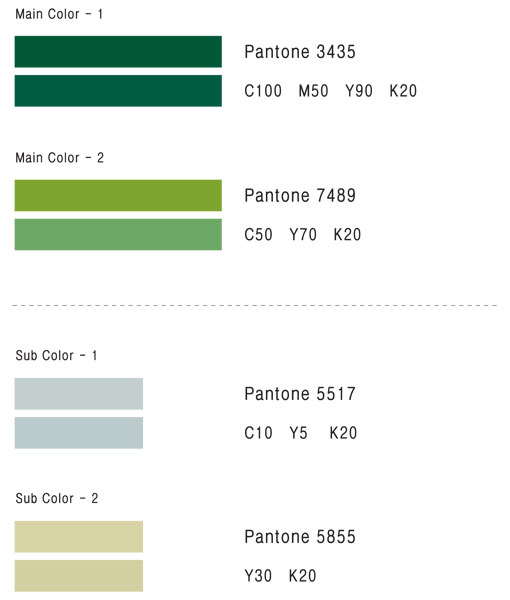 Main Color - 1
Pantone 3435
C100 M50 Y90 K20
Main Color - 2
Pantone 7489
C50 Y70 K20
Sub Color - 1
Pantone 5517
C10 Y5 K20
Sub Color - 2
Pantone 5855
Y30 K20